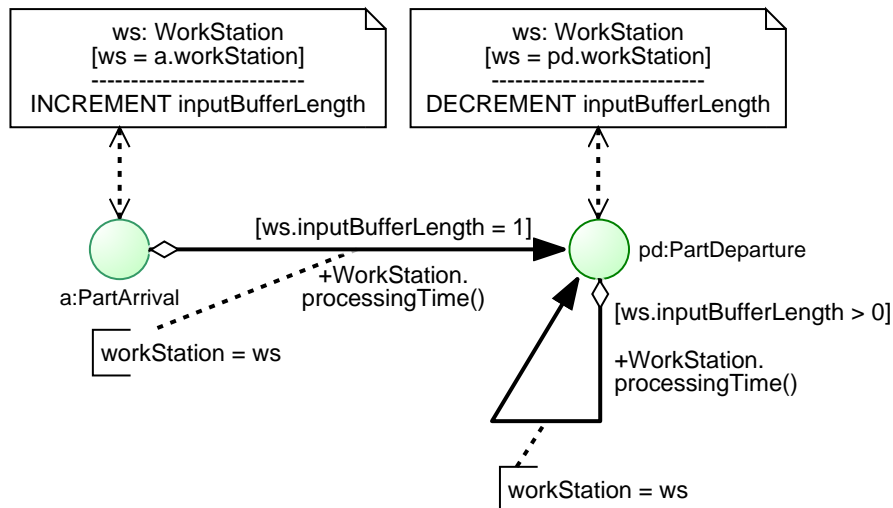 ws: WorkStation
[ws = a.workStation]
---------------------------
INCREMENT inputBufferLength
ws: WorkStation
[ws = pd.workStation]
---------------------------
DECREMENT inputBufferLength
[ws.inputBufferLength = 1]
pd:PartDeparture
+WorkStation.
processingTime()
a:PartArrival
[ws.inputBufferLength > 0]
workStation = ws
+WorkStation.
processingTime()
workStation = ws